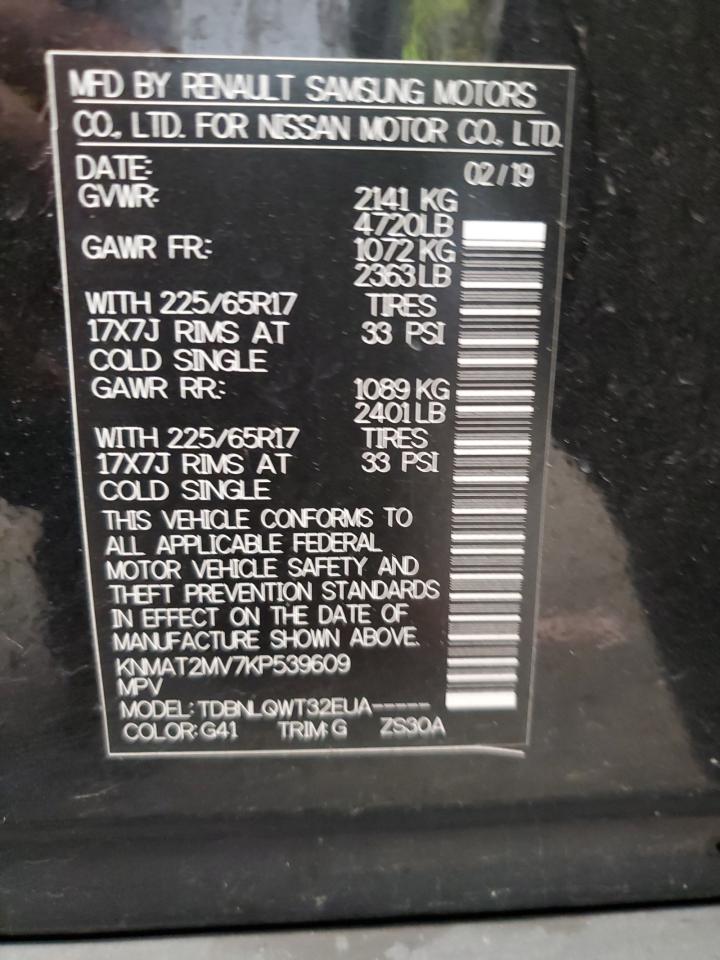 MFD BY RENAULT SAMSUNG MOTORS
CO., LTD. FOR NISSAN MOTOR CO., LTD.
DATE: 02/19
GVWR: 2141 KG
4720LB
GAWR FR.: 1072 KG
2363LB
WITH 225/65R17 TIRES
17X7J RIMS AT 33 PSI
COLD SINGLE
GAWR RR.: 1089 KG
2401LB
WITH 225/65R17 TIRES
17X7J RIMS AT 33 PSI
COLD SINGLE
THIS VEHICLE CONFORMS TO
ALL APPLICABLE FEDERAL
MOTOR VEHICLE SAFETY AND
THEFT PREVENTION STANDARDS
IN EFFECT ON THE DATE OF
MANUFACTURE SHOWN ABOVE.
KNMAT2MV7KP539609
MPV
MODEL: TDBNLQWT32EUA-----
COLOR: G41 TRIM: G ZS30A